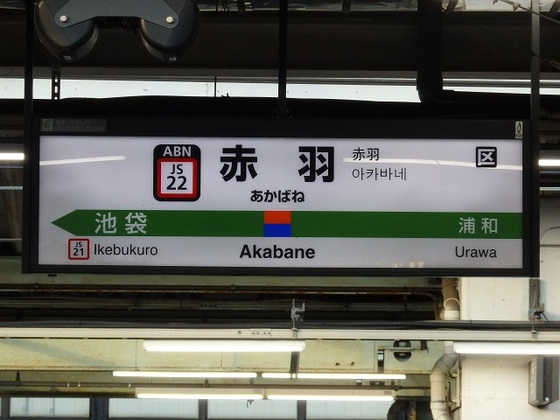 ABN
JS
22
赤羽
赤羽
아카바네
区
あかばね
池袋
浦和
JS
21
Ikebukuro
Akabane
Urawa